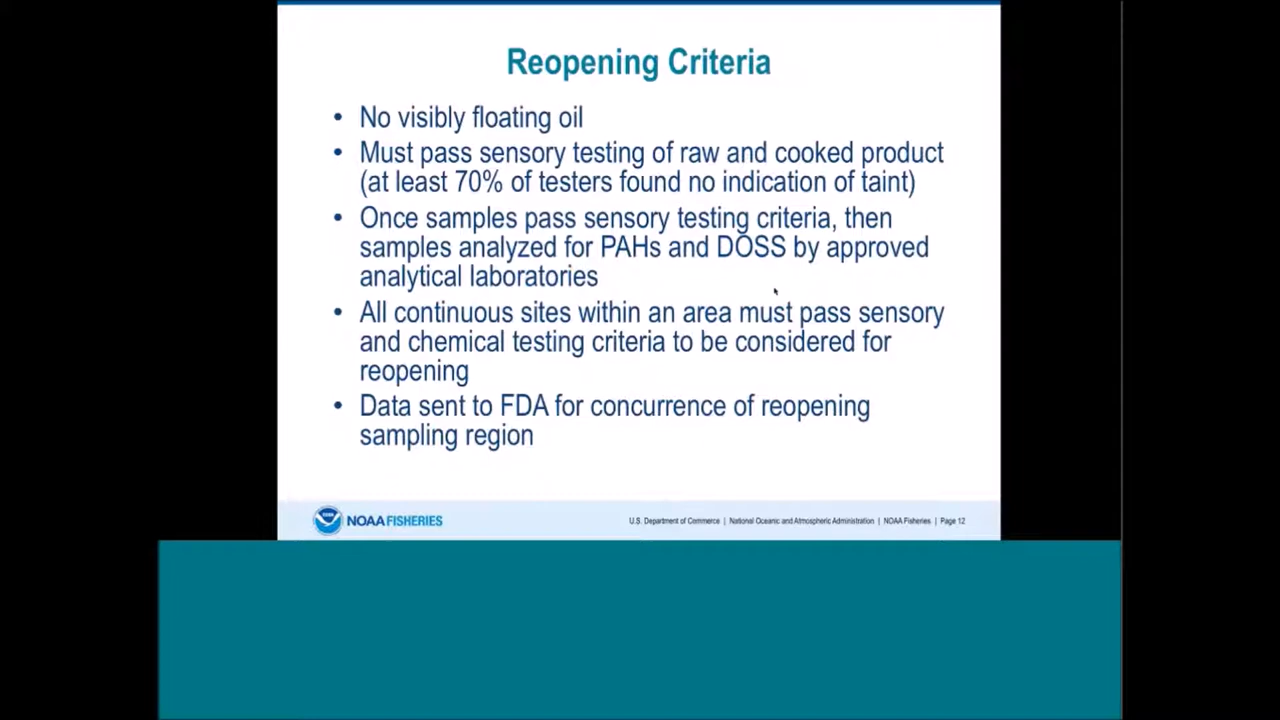 Reopening Criteria
• No visibly floating oil
• Must pass sensory testing of raw and cooked product
(at least 70% of testers found no indication of taint)
• Once samples pass sensory testing criteria, then
samples analyzed for PAHs and DOSS by approved
analytical laboratories
• All continuous sites within an area must pass sensory
and chemical testing criteria to be considered for
reopening
• Data sent to FDA for concurrence of reopening
sampling region
NOAA FISHERIES
U.S. Department of Commerce | National Oceanic and Atmospheric Administration | NOAA Fisheries | Page 12